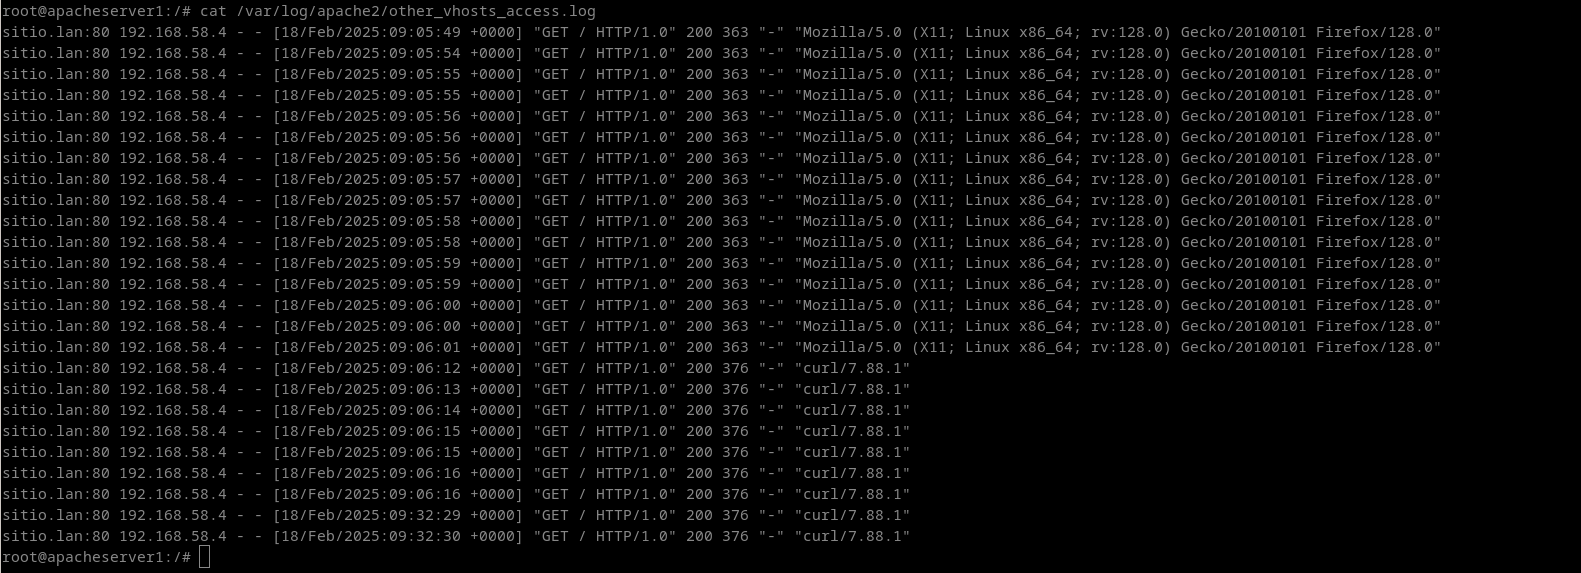 root@apacheserver1:/# cat /var/log/apache2/other_vhosts_access.log
sitio.lan:80 192.168.58.4 - - [18/Feb/2025:09:05:49 +0000] "GET / HTTP/1.0" 200 363 "-" "Mozilla/5.0 (X11; Linux x86_64; rv:128.0) Gecko/20100101 Firefox/128.0"
sitio.lan:80 192.168.58.4 - - [18/Feb/2025:09:05:54 +0000] "GET / HTTP/1.0" 200 363 "-" "Mozilla/5.0 (X11; Linux x86_64; rv:128.0) Gecko/20100101 Firefox/128.0"
sitio.lan:80 192.168.58.4 - - [18/Feb/2025:09:05:55 +0000] "GET / HTTP/1.0" 200 363 "-" "Mozilla/5.0 (X11; Linux x86_64; rv:128.0) Gecko/20100101 Firefox/128.0"
sitio.lan:80 192.168.58.4 - - [18/Feb/2025:09:05:55 +0000] "GET / HTTP/1.0" 200 363 "-" "Mozilla/5.0 (X11; Linux x86_64; rv:128.0) Gecko/20100101 Firefox/128.0"
sitio.lan:80 192.168.58.4 - - [18/Feb/2025:09:05:56 +0000] "GET / HTTP/1.0" 200 363 "-" "Mozilla/5.0 (X11; Linux x86_64; rv:128.0) Gecko/20100101 Firefox/128.0"
sitio.lan:80 192.168.58.4 - - [18/Feb/2025:09:05:56 +0000] "GET / HTTP/1.0" 200 363 "-" "Mozilla/5.0 (X11; Linux x86_64; rv:128.0) Gecko/20100101 Firefox/128.0"
sitio.lan:80 192.168.58.4 - - [18/Feb/2025:09:05:56 +0000] "GET / HTTP/1.0" 200 363 "-" "Mozilla/5.0 (X11; Linux x86_64; rv:128.0) Gecko/20100101 Firefox/128.0"
sitio.lan:80 192.168.58.4 - - [18/Feb/2025:09:05:57 +0000] "GET / HTTP/1.0" 200 363 "-" "Mozilla/5.0 (X11; Linux x86_64; rv:128.0) Gecko/20100101 Firefox/128.0"
sitio.lan:80 192.168.58.4 - - [18/Feb/2025:09:05:57 +0000] "GET / HTTP/1.0" 200 363 "-" "Mozilla/5.0 (X11; Linux x86_64; rv:128.0) Gecko/20100101 Firefox/128.0"
sitio.lan:80 192.168.58.4 - - [18/Feb/2025:09:05:58 +0000] "GET / HTTP/1.0" 200 363 "-" "Mozilla/5.0 (X11; Linux x86_64; rv:128.0) Gecko/20100101 Firefox/128.0"
sitio.lan:80 192.168.58.4 - - [18/Feb/2025:09:05:58 +0000] "GET / HTTP/1.0" 200 363 "-" "Mozilla/5.0 (X11; Linux x86_64; rv:128.0) Gecko/20100101 Firefox/128.0"
sitio.lan:80 192.168.58.4 - - [18/Feb/2025:09:05:59 +0000] "GET / HTTP/1.0" 200 363 "-" "Mozilla/5.0 (X11; Linux x86_64; rv:128.0) Gecko/20100101 Firefox/128.0"
sitio.lan:80 192.168.58.4 - - [18/Feb/2025:09:05:59 +0000] "GET / HTTP/1.0" 200 363 "-" "Mozilla/5.0 (X11; Linux x86_64; rv:128.0) Gecko/20100101 Firefox/128.0"
sitio.lan:80 192.168.58.4 - - [18/Feb/2025:09:06:00 +0000] "GET / HTTP/1.0" 200 363 "-" "Mozilla/5.0 (X11; Linux x86_64; rv:128.0) Gecko/20100101 Firefox/128.0"
sitio.lan:80 192.168.58.4 - - [18/Feb/2025:09:06:00 +0000] "GET / HTTP/1.0" 200 363 "-" "Mozilla/5.0 (X11; Linux x86_64; rv:128.0) Gecko/20100101 Firefox/128.0"
sitio.lan:80 192.168.58.4 - - [18/Feb/2025:09:06:01 +0000] "GET / HTTP/1.0" 200 363 "-" "Mozilla/5.0 (X11; Linux x86_64; rv:128.0) Gecko/20100101 Firefox/128.0"
sitio.lan:80 192.168.58.4 - - [18/Feb/2025:09:06:12 +0000] "GET / HTTP/1.0" 200 376 "-" "curl/7.88.1"
sitio.lan:80 192.168.58.4 - - [18/Feb/2025:09:06:13 +0000] "GET / HTTP/1.0" 200 376 "-" "curl/7.88.1"
sitio.lan:80 192.168.58.4 - - [18/Feb/2025:09:06:14 +0000] "GET / HTTP/1.0" 200 376 "-" "curl/7.88.1"
sitio.lan:80 192.168.58.4 - - [18/Feb/2025:09:06:15 +0000] "GET / HTTP/1.0" 200 376 "-" "curl/7.88.1"
sitio.lan:80 192.168.58.4 - - [18/Feb/2025:09:06:15 +0000] "GET / HTTP/1.0" 200 376 "-" "curl/7.88.1"
sitio.lan:80 192.168.58.4 - - [18/Feb/2025:09:06:16 +0000] "GET / HTTP/1.0" 200 376 "-" "curl/7.88.1"
sitio.lan:80 192.168.58.4 - - [18/Feb/2025:09:06:16 +0000] "GET / HTTP/1.0" 200 376 "-" "curl/7.88.1"
sitio.lan:80 192.168.58.4 - - [18/Feb/2025:09:32:29 +0000] "GET / HTTP/1.0" 200 376 "-" "curl/7.88.1"
sitio.lan:80 192.168.58.4 - - [18/Feb/2025:09:32:30 +0000] "GET / HTTP/1.0" 200 376 "-" "curl/7.88.1"
root@apacheserver1:/#